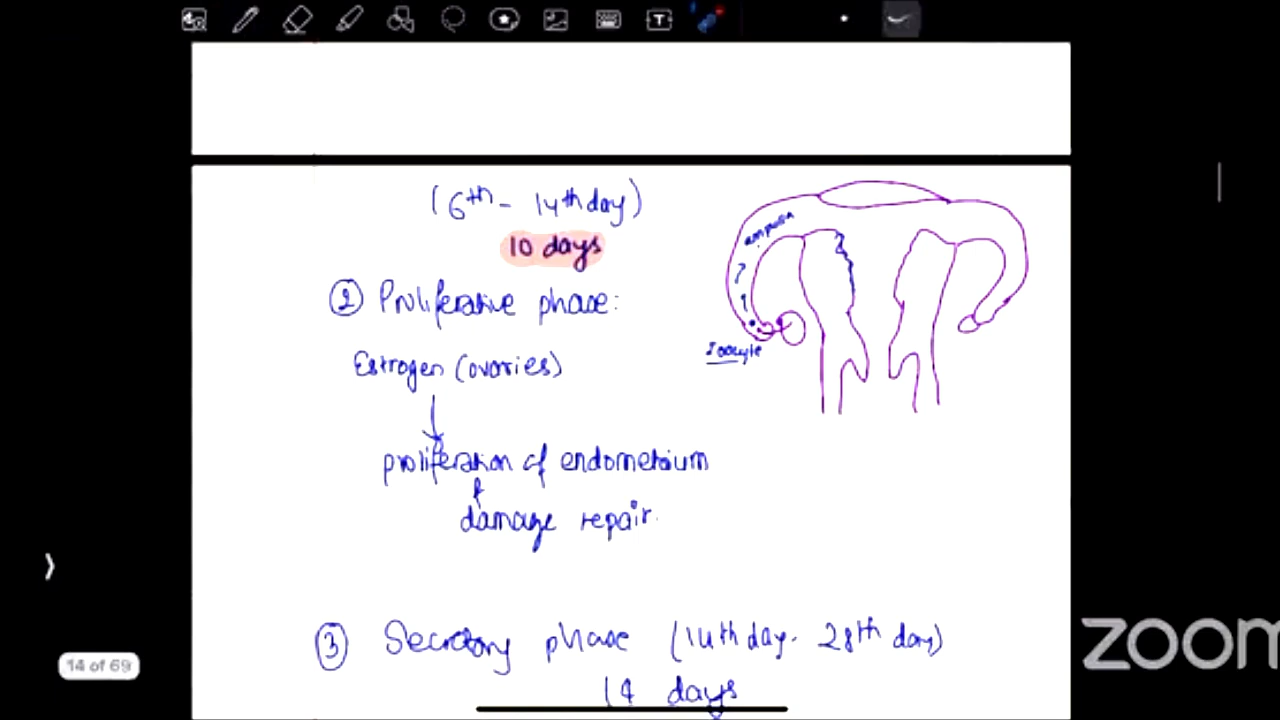 (6th - 14th day)
10 days
② Proliferative phase:
Estrogen (ovaries)
proliferation of endometrium
&
damage repair.
③ Secretory phase (14th day - 28th day)
14 days
ampulla
2 oocyte
T
14 of 69
zoom